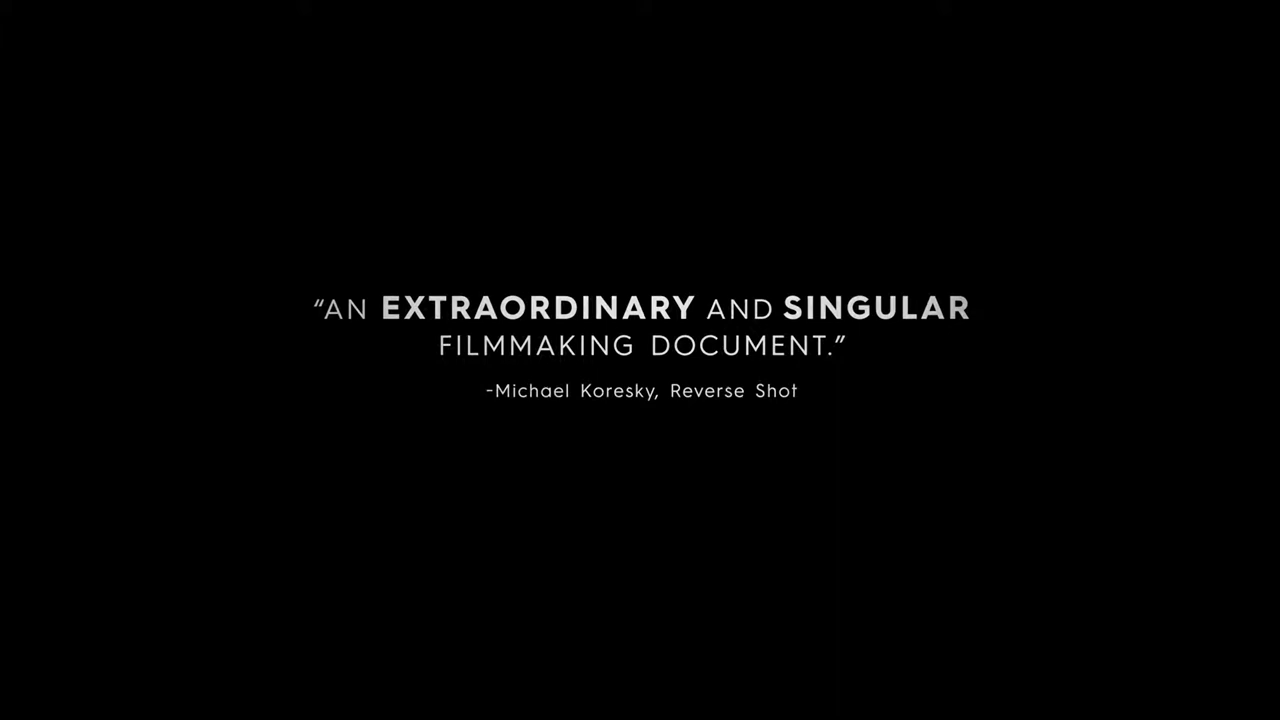 “AN EXTRAORDINARY AND SINGULAR
FILMMAKING DOCUMENT.”
-Michael Koresky, Reverse Shot